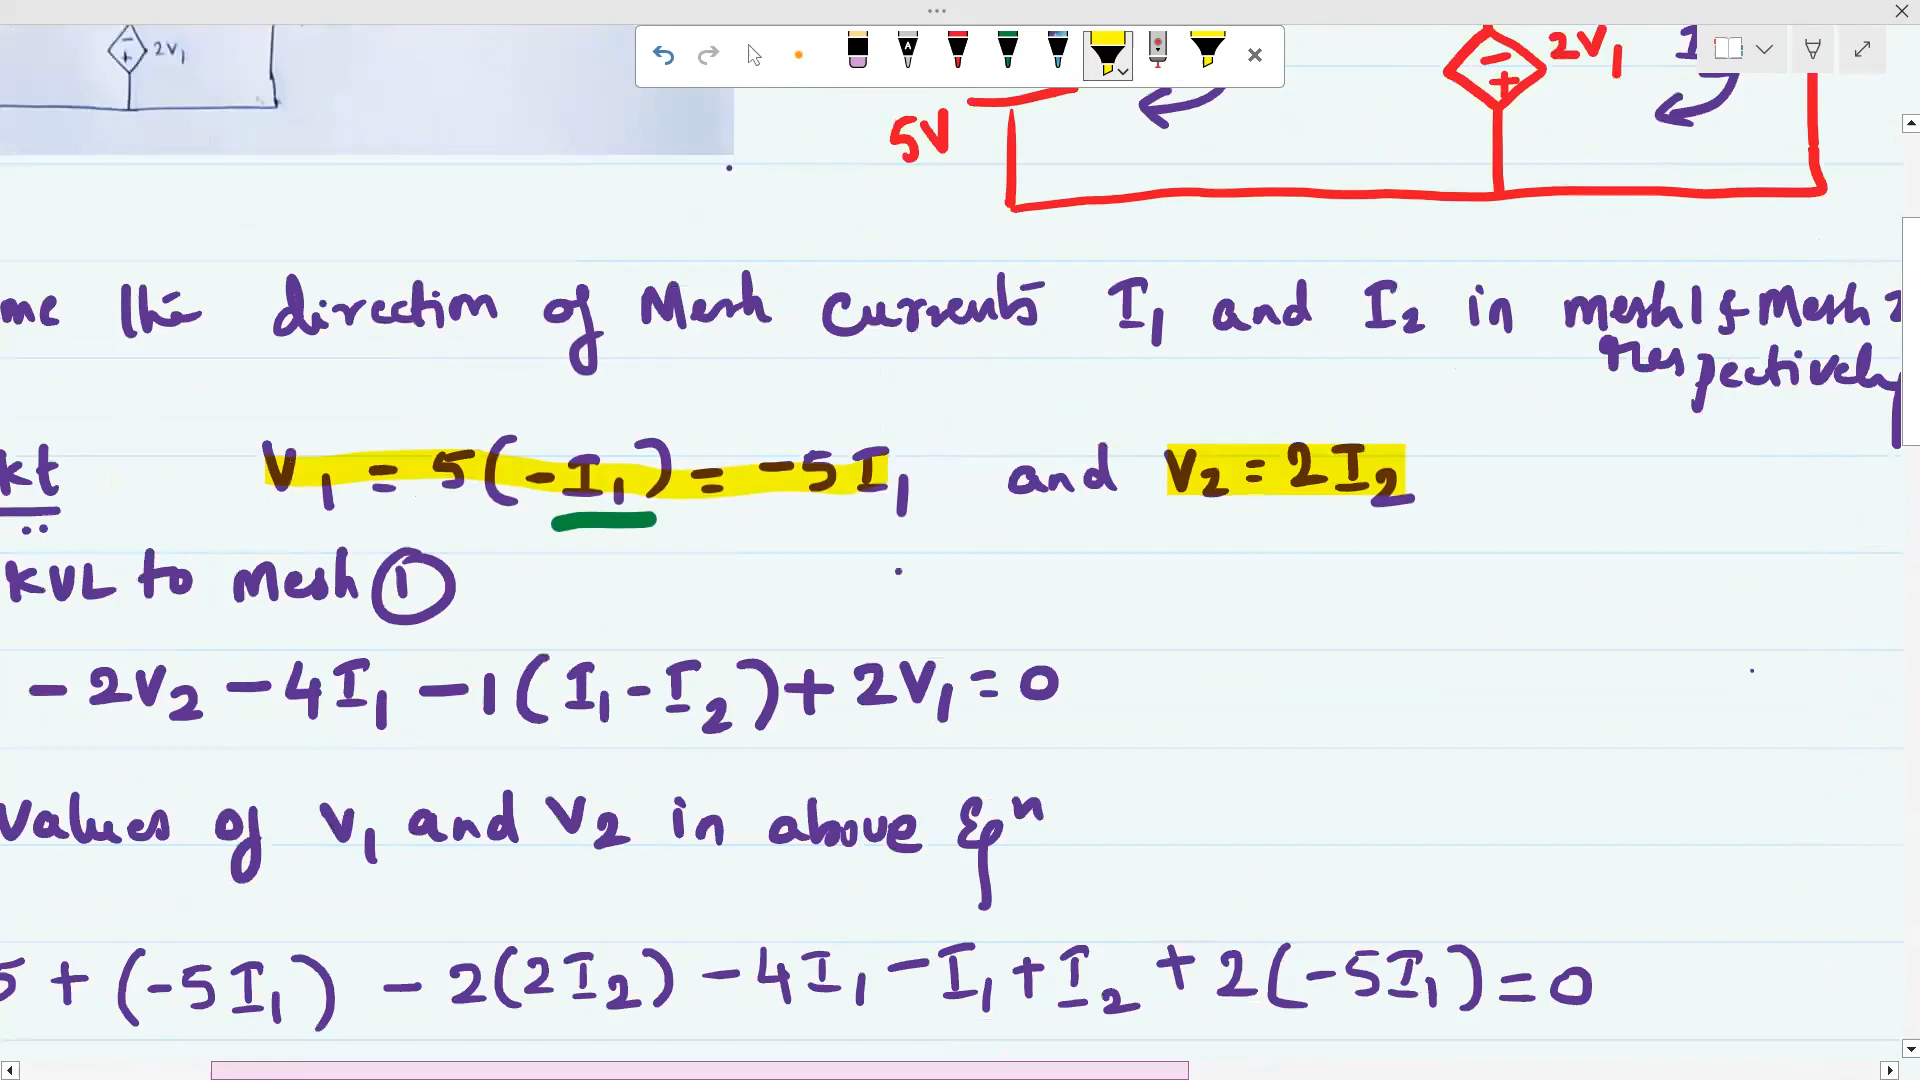 2V1
5V
2V1
me the direction of Mesh currents I1 and I2 in mesh1 & Mesh 2
respectively
kt V1 = 5(-I1) = -5I1 and V2 = 2I2
KVL to mesh ①
- 2V2 - 4I1 - 1(I1 - I2) + 2V1 = 0
values of V1 and V2 in above Eqn
5 + (-5I1) - 2(2I2) - 4I1 - I1 + I2 + 2(-5I1) = 0